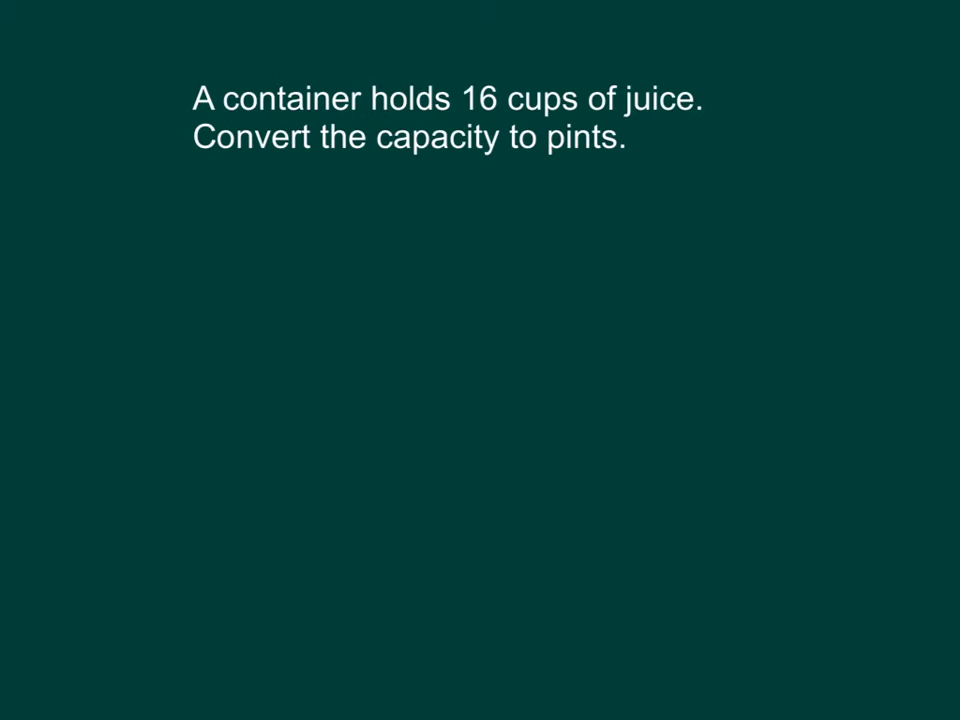 A container holds 16 cups of juice.
Convert the capacity to pints.